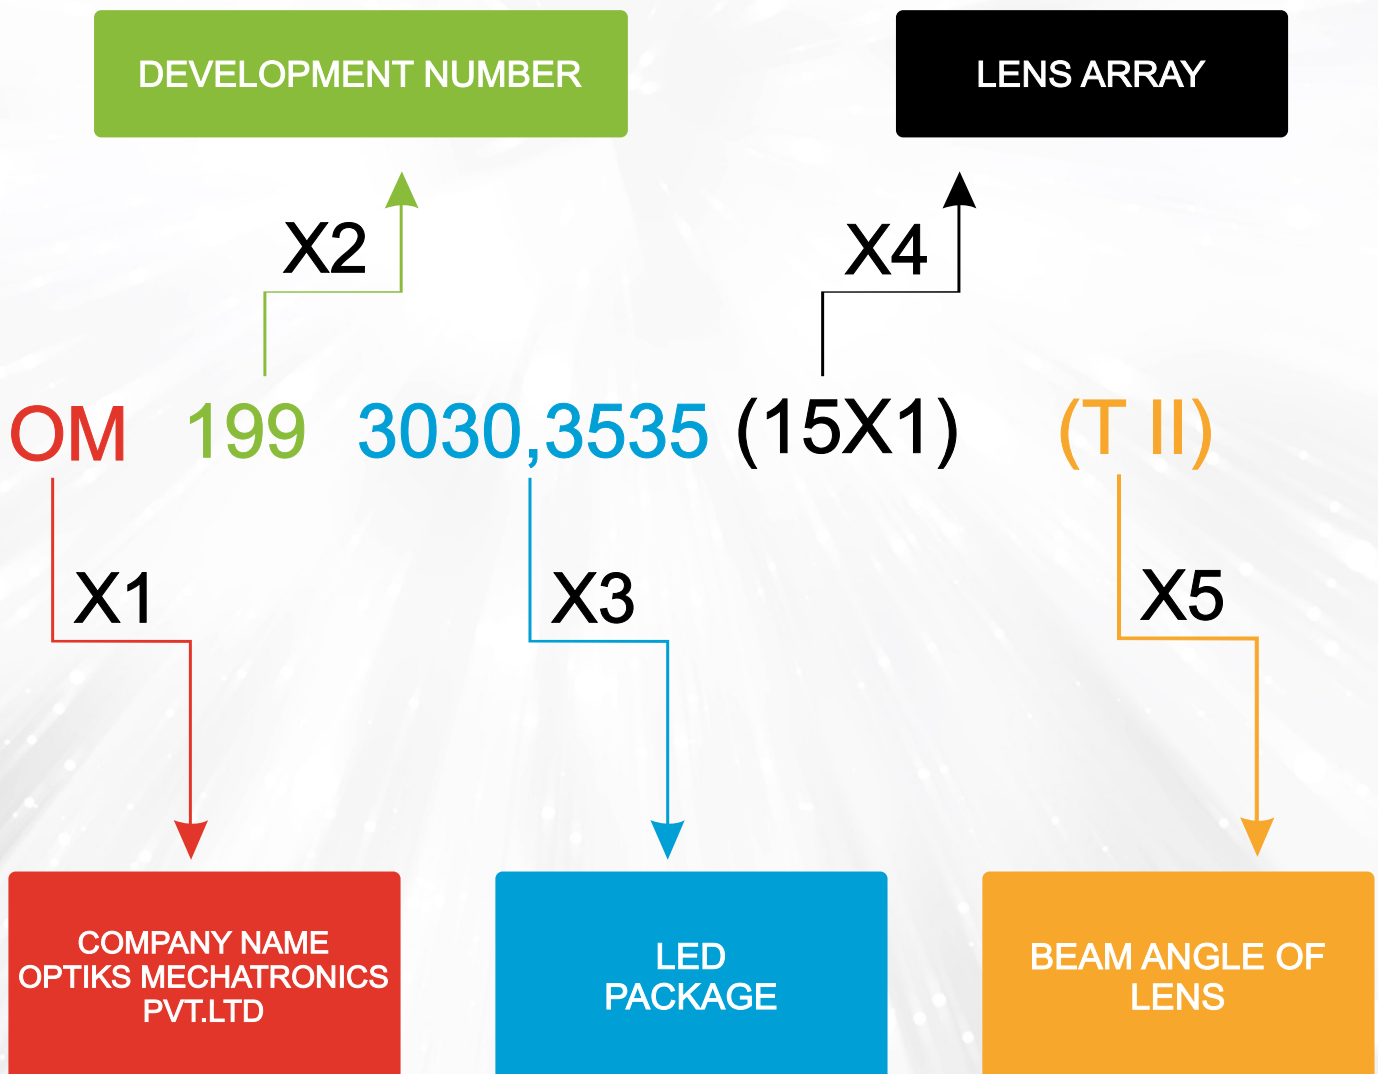 DEVELOPMENT NUMBER
LENS ARRAY
X2
X4
OM 199 3030,3535 (15X1) (T II)
X1
X3
X5
COMPANY NAME
OPTIKS MECHATRONICS
PVT.LTD
LED
PACKAGE
BEAM ANGLE OF
LENS